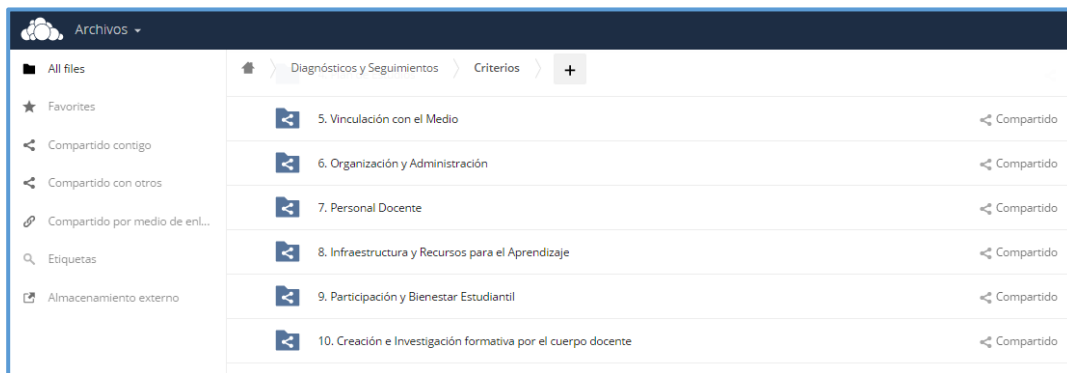 Archivos
All files
Favorites
Compartido contigo
Compartido con otros
Compartido por medio de enl...
Etiquetas
Almacenamiento externo
Diagnósticos y Seguimientos Criterios +
5. Vinculación con el Medio Compartido
6. Organización y Administración Compartido
7. Personal Docente Compartido
8. Infraestructura y Recursos para el Aprendizaje Compartido
9. Participación y Bienestar Estudiantil Compartido
10. Creación e Investigación formativa por el cuerpo docente Compartido